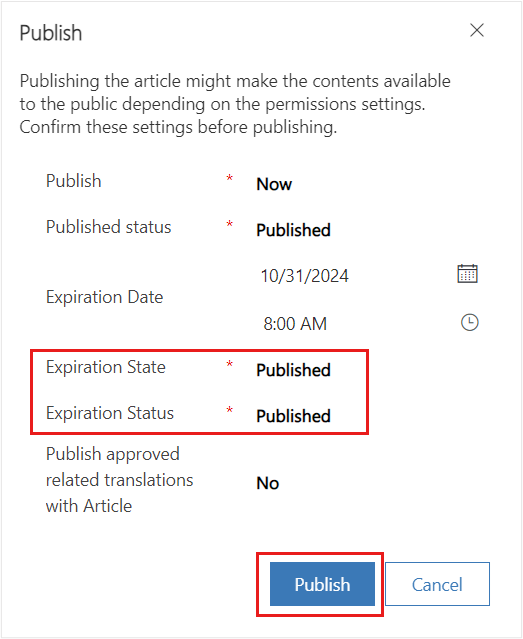 Publish
Publishing the article might make the contents available
to the public depending on the permissions settings.
Confirm these settings before publishing.
Publish * Now
Published status * Published
Expiration Date
10/31/2024
8:00 AM
Expiration State * Published
Expiration Status * Published
Publish approved
related translations
with Article
No
Publish Cancel